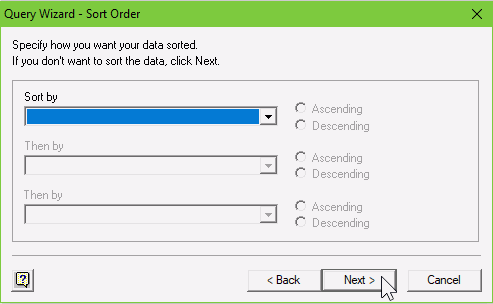 Query Wizard - Sort Order
Specify how you want your data sorted.
If you don't want to sort the data, click Next.
Sort by
Ascending
Descending
Then by
Ascending
Descending
Then by
Ascending
Descending
?
< Back
Next >
Cancel